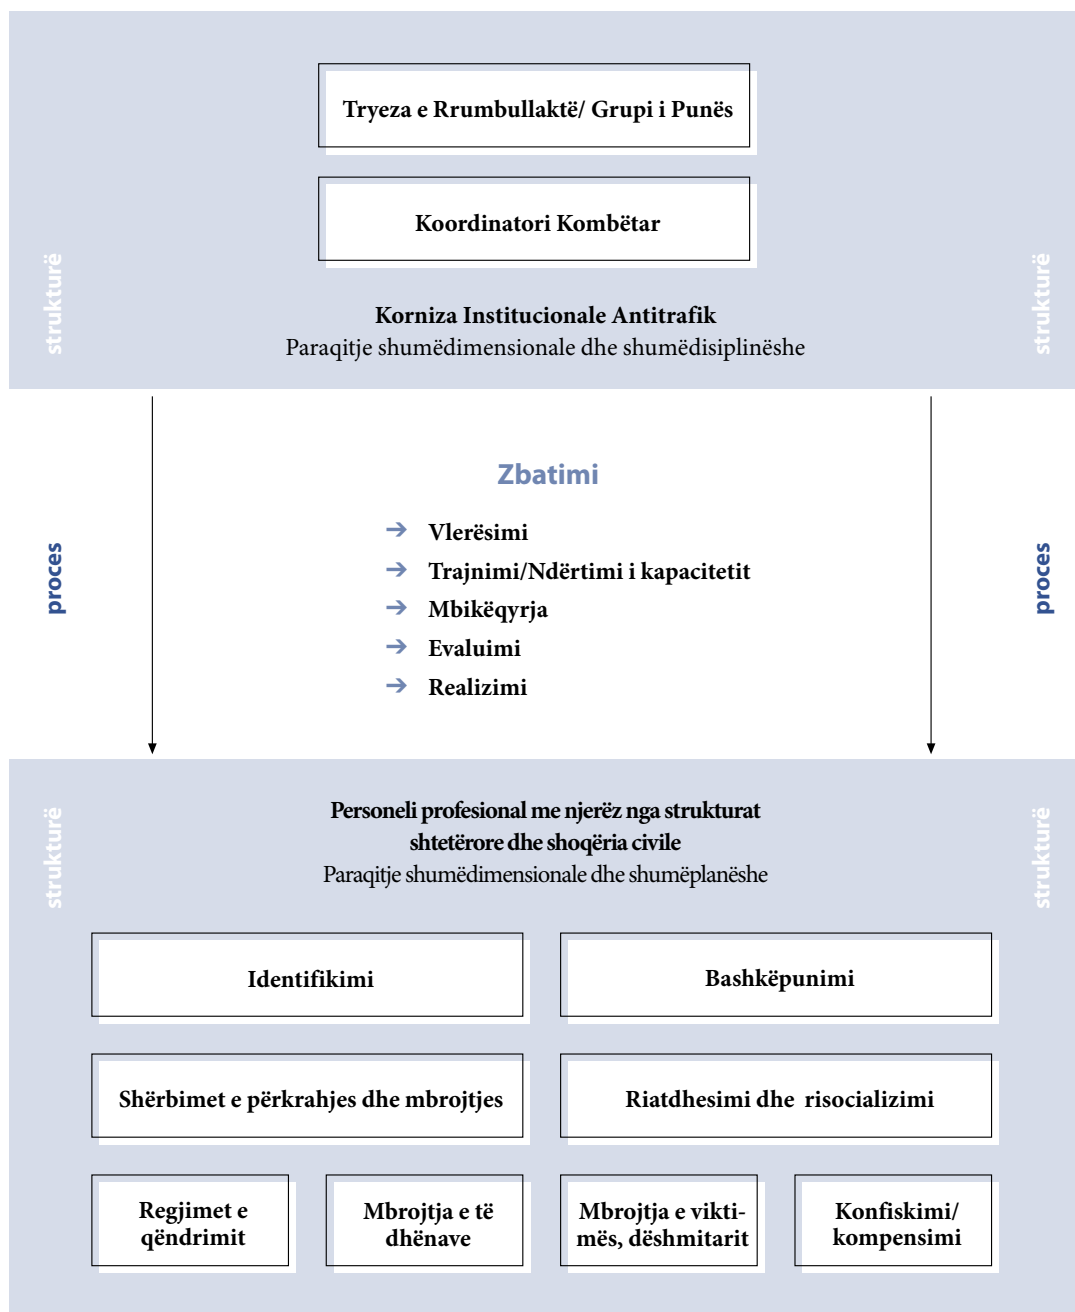 Tryeza e Rrumbullaktë/ Grupi i Punës
Koordinatori Kombëtar
strukturë
strukturë
Korniza Institucionale Antitrafik
Paraqitje shumëdimensionale dhe shumëdisiplinëshe
Zbatimi
➔ Vlerësimi
➔ Trajnimi/Ndërtimi i kapacitetit
➔ Mbikëqyrja
➔ Evaluimi
➔ Realizimi
proces
proces
strukturë
strukturë
Personeli profesional me njerëz nga strukturat
shtetërore dhe shoqëria civile
Paraqitje shumëdimensionale dhe shumëplanëshe
Identifikimi
Bashkëpunimi
Shërbimet e përkrahjes dhe mbrojtjes
Riatdhesimi dhe risocializimi
Regjimet e
qëndrimit
Mbrojtja e të
dhënave
Mbrojtja e vikti-
mës, dëshmitarit
Konfiskimi/
kompensimi